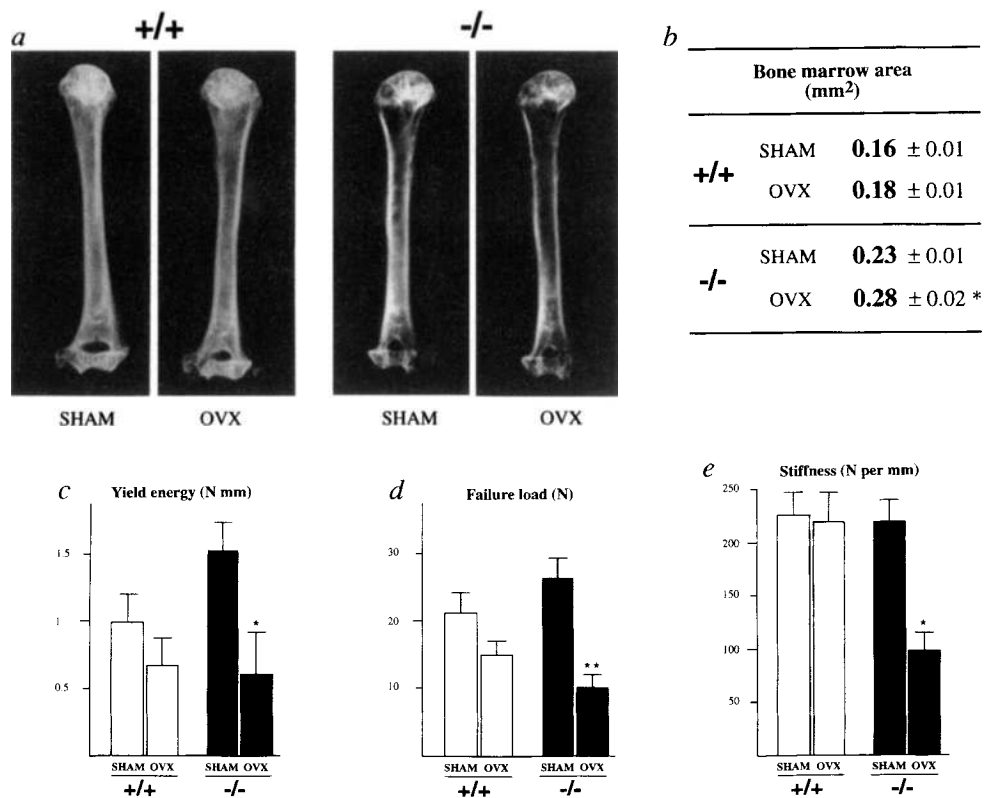 a
+/+
-/-
SHAM
OVX
SHAM
OVX
b
Bone marrow area
(mm²)
+/+
SHAM 0.16 ± 0.01
OVX 0.18 ± 0.01
-/-
SHAM 0.23 ± 0.01
OVX 0.28 ± 0.02 *
c
Yield energy (N mm)
1.5
1
0.5
*
SHAM OVX SHAM OVX
+/+ -/-
d
Failure load (N)
30
20
10
**
SHAM OVX SHAM OVX
+/+ -/-
e
Stiffness (N per mm)
250
200
150
100
50
*
SHAM OVX SHAM OVX
+/+ -/-